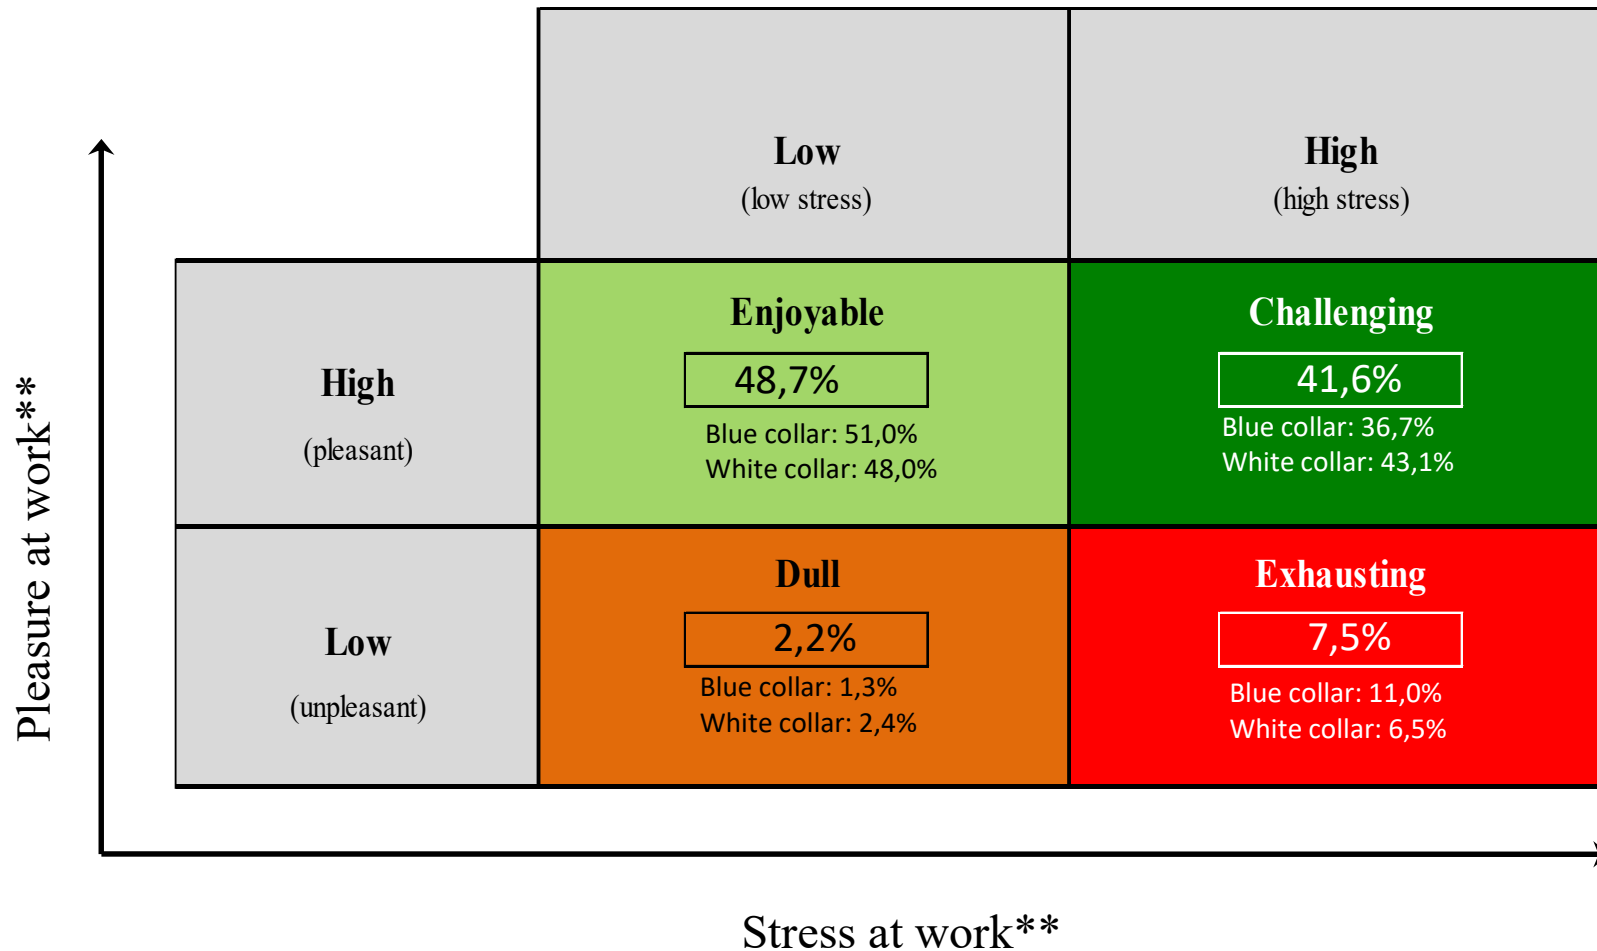 Low
(low stress)
High
(high stress)
Pleasure at work**
High
(pleasant)
Enjoyable
48,7%
Blue collar: 51,0%
White collar: 48,0%
Challenging
41,6%
Blue collar: 36,7%
White collar: 43,1%
Low
(unpleasant)
Dull
2,2%
Blue collar: 1,3%
White collar: 2,4%
Exhausting
7,5%
Blue collar: 11,0%
White collar: 6,5%
Stress at work**